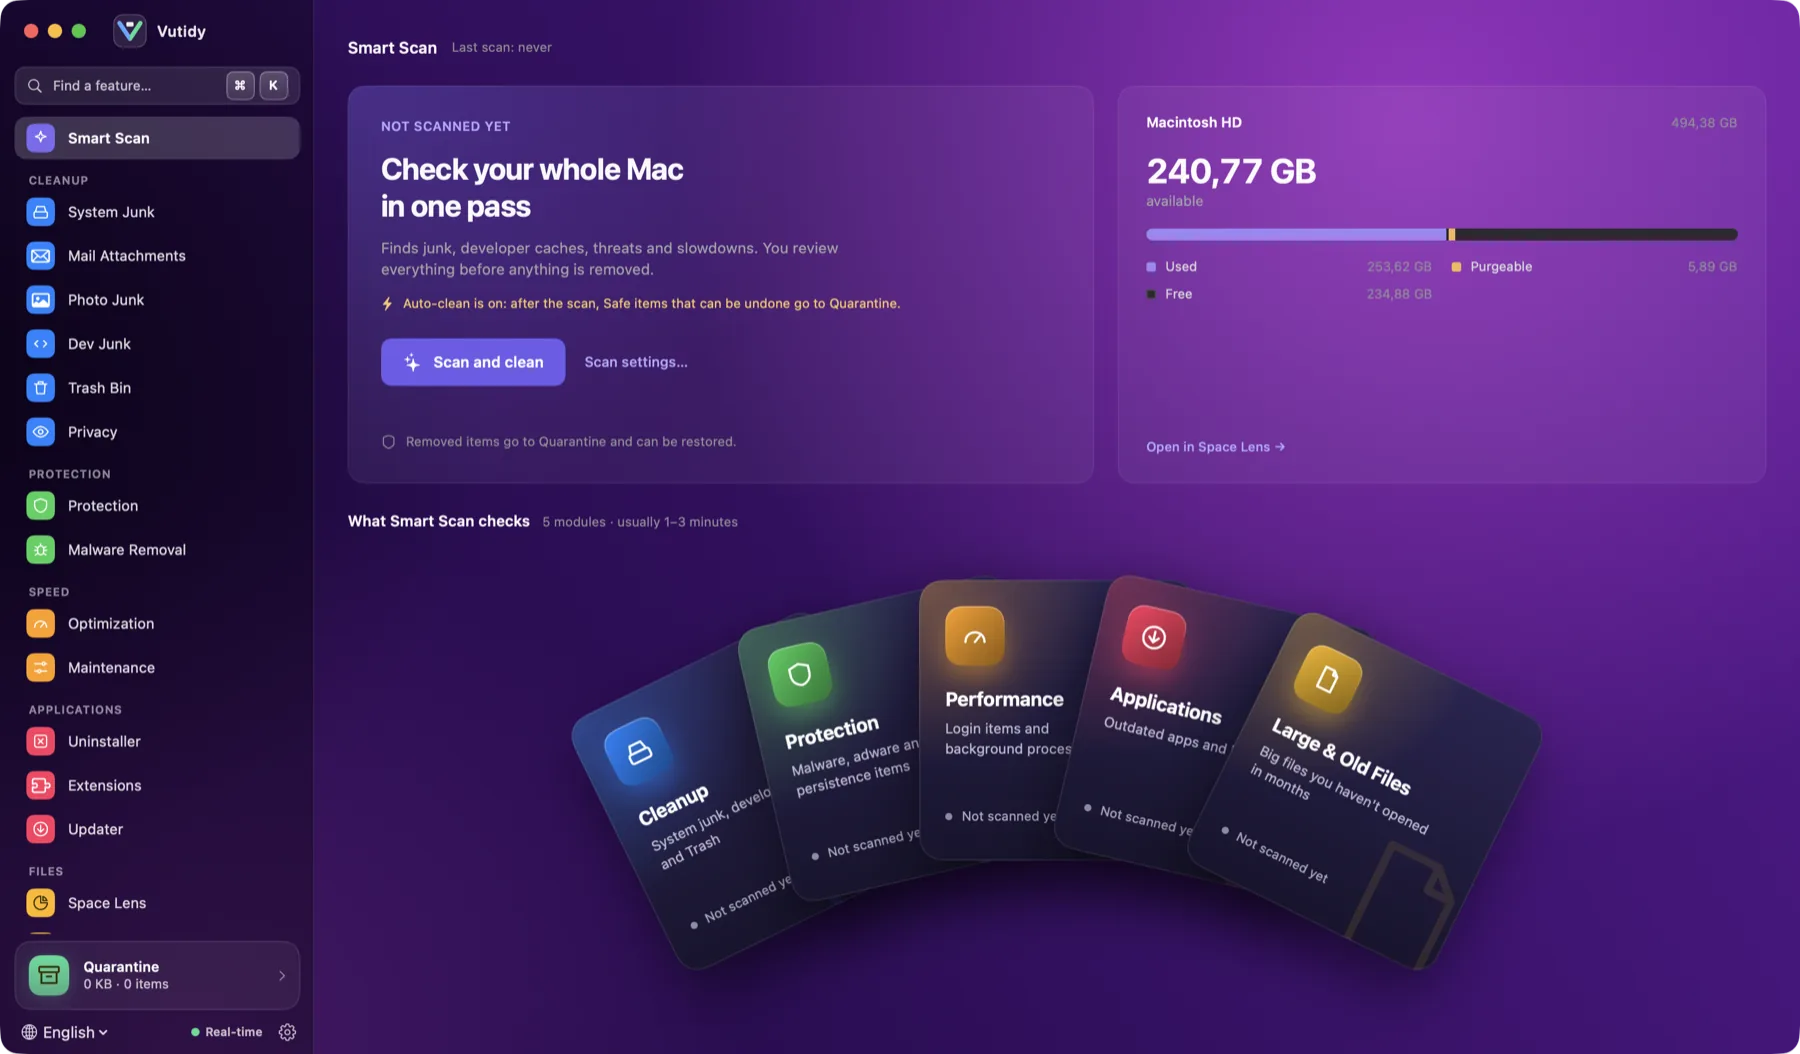 Vutidy
Find a feature...
⌘ K
Smart Scan
CLEANUP
System Junk
Mail Attachments
Photo Junk
Dev Junk
Trash Bin
Privacy
PROTECTION
Protection
Malware Removal
SPEED
Optimization
Maintenance
APPLICATIONS
Uninstaller
Extensions
Updater
FILES
Space Lens
Quarantine
0 KB · 0 items
English
Real-time
Smart Scan Last scan: never
NOT SCANNED YET
Check your whole Mac
in one pass
Finds junk, developer caches, threats and slowdowns. You review
everything before anything is removed.
Auto-clean is on: after the scan, Safe items that can be undone go to Quarantine.
Scan and clean
Scan settings...
Removed items go to Quarantine and can be restored.
Macintosh HD 494,38 GB
240,77 GB
available
Used 253,62 GB
Purgeable 5,89 GB
Free 234,88 GB
Open in Space Lens →
What Smart Scan checks 5 modules · usually 1–3 minutes
Cleanup
System junk, develo
and Trash
Not scanned ye
Protection
Malware, adware an
persistence items
Not scanned ye
Performance
Login items and
background proces
Not scanned ye
Applications
Outdated apps and
Not scanned ye
Large & Old Files
Big files you haven't opened
in months
Not scanned yet